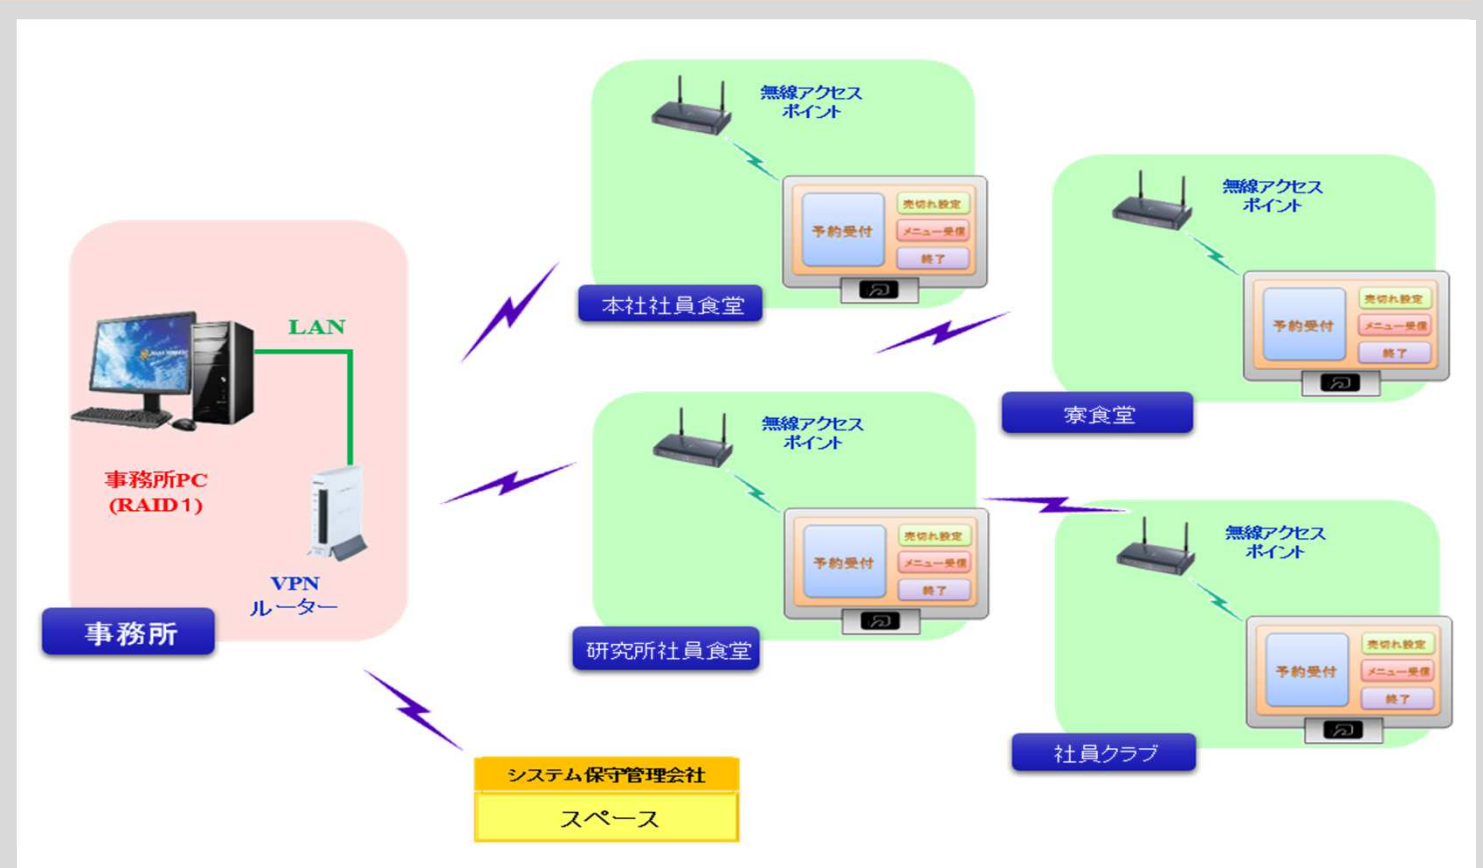 無線アクセス
ポイント
予約受付
売切れ設定
メニュー受信
終了
本社社員食堂
無線アクセス
ポイント
予約受付
売切れ設定
メニュー受信
終了
寮食堂
LAN
事務所PC
(RAID1)
VPN
ルーター
事務所
無線アクセス
ポイント
予約受付
売切れ設定
メニュー受信
終了
研究所社員食堂
無線アクセス
ポイント
予約受付
売切れ設定
メニュー受信
終了
社員クラブ
システム保守管理会社
スペース